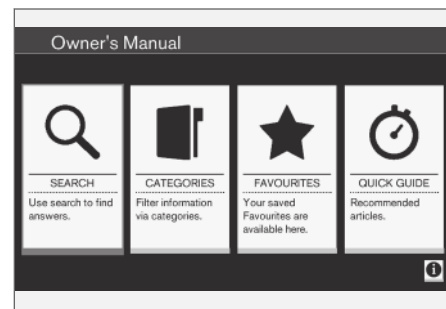 Owner's Manual
SEARCH
Use search to find
answers.
CATEGORIES
Filter information
via categories.
FAVOURITES
Your saved
Favourites are
available here.
QUICK GUIDE
Recommended
articles.
i